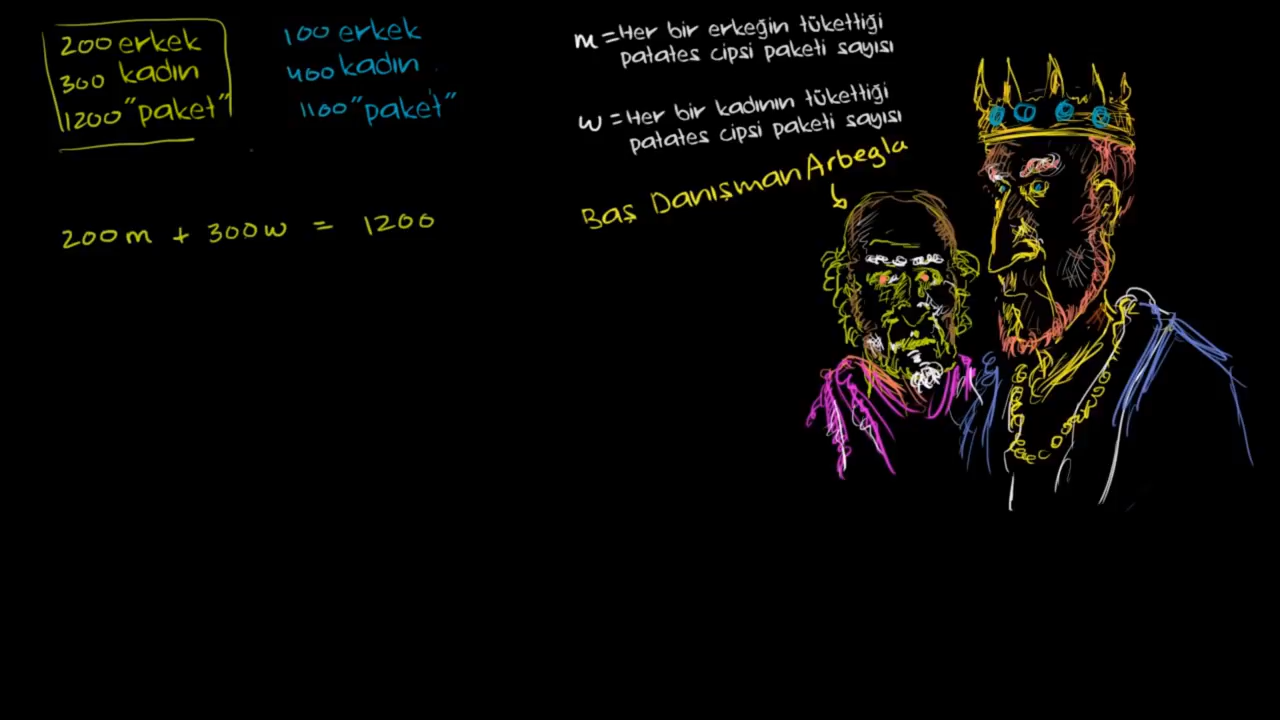 200 erkek
300 kadın
1200 "paket"
100 erkek
400 kadın
1100 "paket"
m = Her bir erkeğin tükettiği
patates cipsi paketi sayısı
w = Her bir kadının tükettiği
patates cipsi paketi sayısı
Baş Danışman Arbegla
200m + 300w = 1200